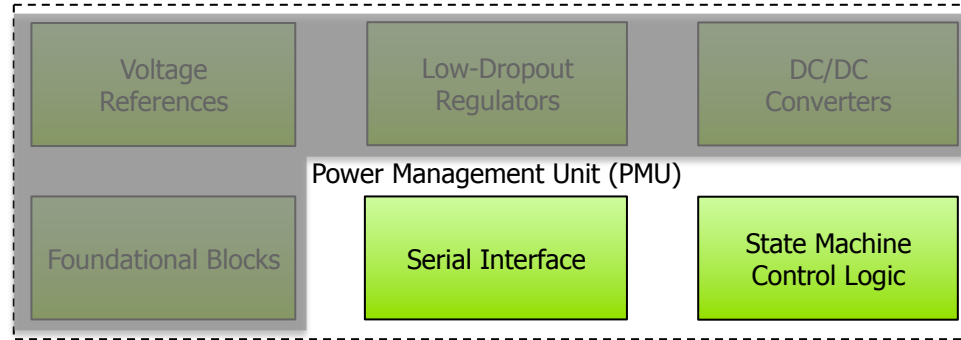 Voltage
References
Low-Dropout
Regulators
DC/DC
Converters
Power Management Unit (PMU)
Foundational Blocks
Serial Interface
State Machine
Control Logic